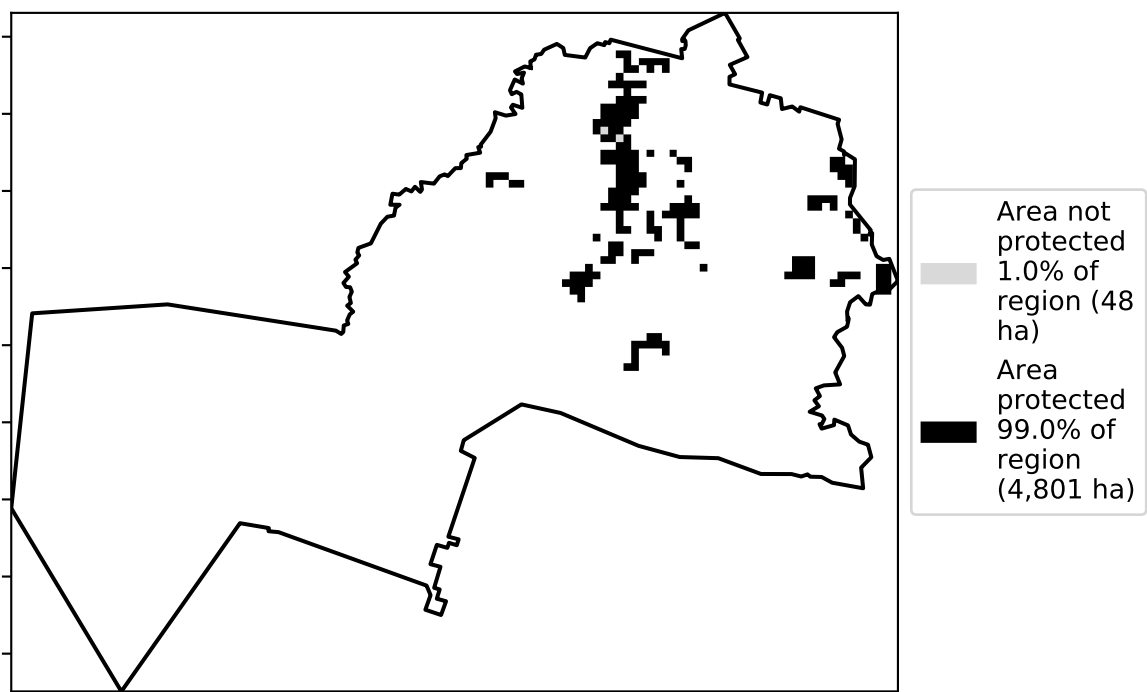 Area not
protected
1.0% of
region (48
ha)
Area
protected
99.0% of
region
(4,801 ha)